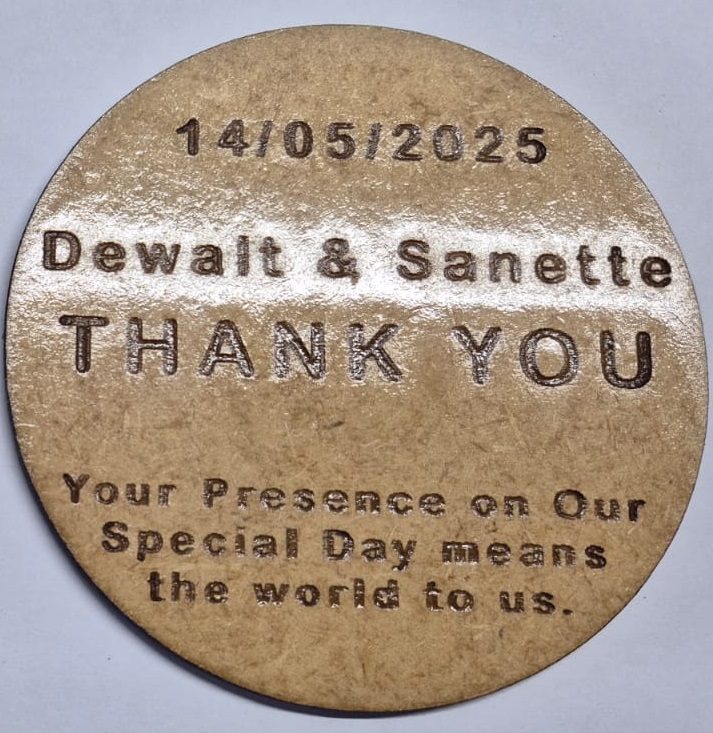 14/05/2025
Dewalt & Sanette
THANK YOU
Your Presence on Our
Special Day means
the world to us.